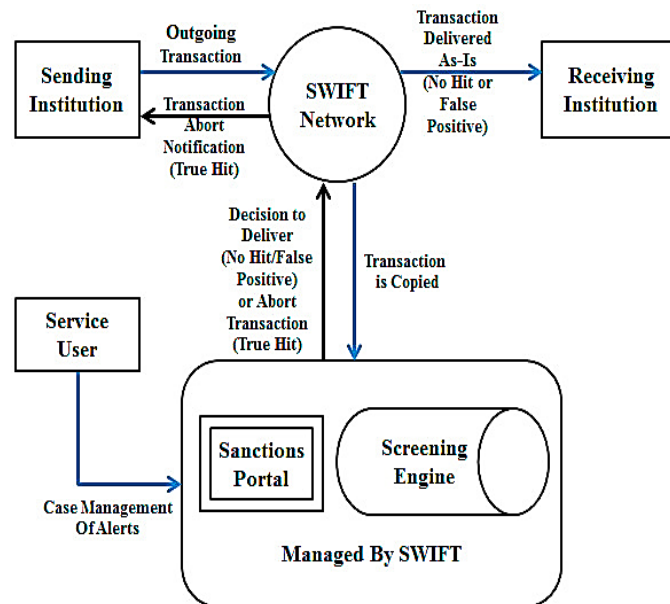 Outgoing
Transaction
Sending
Institution
Transaction
Abort
Notification
(True Hit)
SWIFT
Network
Transaction
Delivered
As-Is
(No Hit or
False
Positive)
Receiving
Institution
Decision to
Deliver
(No Hit/False
Positive)
or Abort
Transaction
(True Hit)
Transaction
is Copied
Service
User
Case Management
Of Alerts
Sanctions
Portal
Screening
Engine
Managed By SWIFT